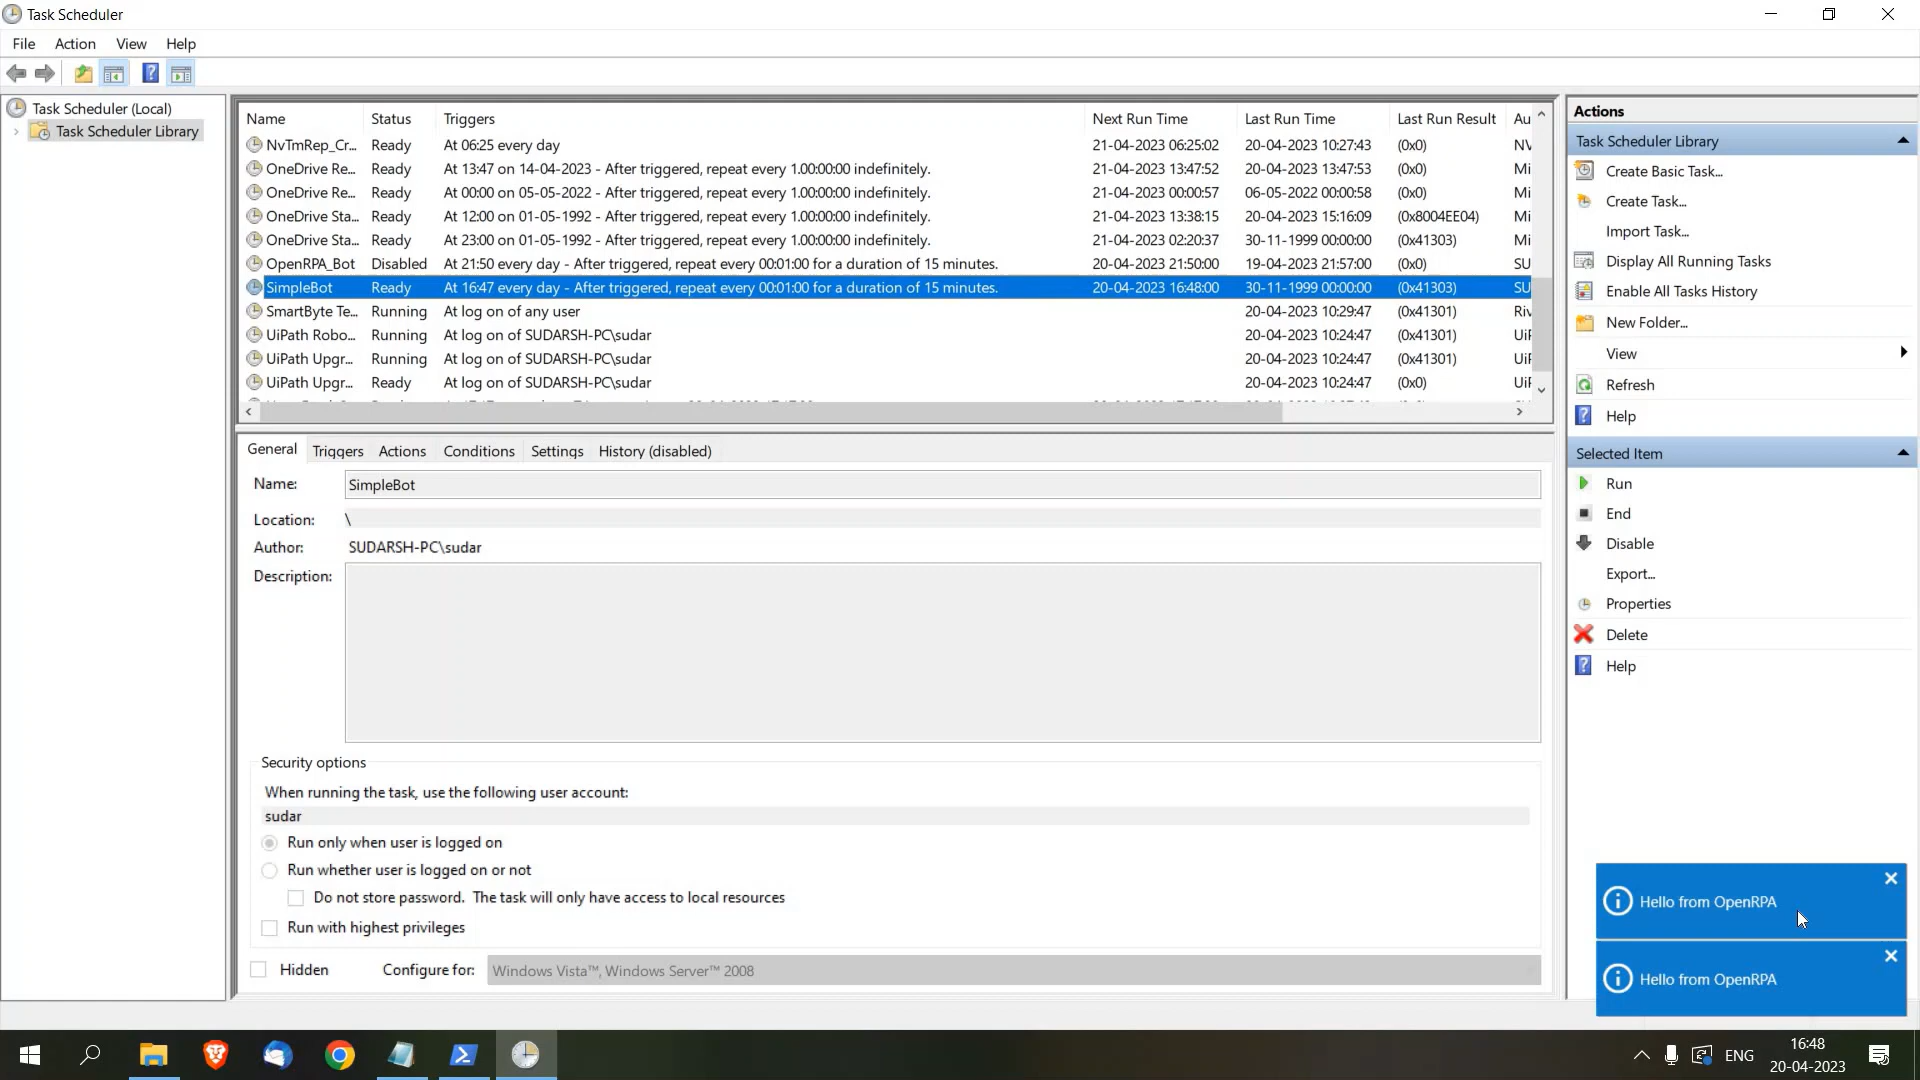 Task Scheduler
File Action View Help
Task Scheduler (Local)
Task Scheduler Library
Name Status Triggers Next Run Time Last Run Time Last Run Result Au
NvTmRep_Cr... Ready At 06:25 every day 21-04-2023 06:25:02 20-04-2023 10:27:43 (0x0) NV
OneDrive Re... Ready At 13:47 on 14-04-2023 - After triggered, repeat every 1.00:00:00 indefinitely. 21-04-2023 13:47:52 20-04-2023 13:47:53 (0x0) Mi
OneDrive Re... Ready At 00:00 on 05-05-2022 - After triggered, repeat every 1.00:00:00 indefinitely. 21-04-2023 00:00:57 06-05-2022 00:00:58 (0x0) Mi
OneDrive Sta... Ready At 12:00 on 01-05-1992 - After triggered, repeat every 1.00:00:00 indefinitely. 21-04-2023 13:38:15 20-04-2023 15:16:09 (0x8004EE04) Mi
OneDrive Sta... Ready At 23:00 on 01-05-1992 - After triggered, repeat every 1.00:00:00 indefinitely. 21-04-2023 02:20:37 30-11-1999 00:00:00 (0x41303) Mi
OpenRPA_Bot Disabled At 21:50 every day - After triggered, repeat every 00:01:00 for a duration of 15 minutes. 20-04-2023 21:50:00 19-04-2023 21:57:00 (0x0) SU
SimpleBot Ready At 16:47 every day - After triggered, repeat every 00:01:00 for a duration of 15 minutes. 20-04-2023 16:48:00 30-11-1999 00:00:00 (0x41303) SU
SmartByte Te... Running At log on of any user 20-04-2023 10:29:47 (0x41301) Riv
UiPath Robo... Running At log on of SUDARSH-PC\sudar 20-04-2023 10:24:47 (0x41301) UiF
UiPath Upgr... Running At log on of SUDARSH-PC\sudar 20-04-2023 10:24:47 (0x41301) UiF
UiPath Upgr... Ready At log on of SUDARSH-PC\sudar 20-04-2023 10:24:47 (0x0) UiF
General Triggers Actions Conditions Settings History (disabled)
Name: SimpleBot
Location: \
Author: SUDARSH-PC\sudar
Description:
Security options
When running the task, use the following user account:
sudar
Run only when user is logged on
Run whether user is logged on or not
Do not store password. The task will only have access to local resources
Run with highest privileges
Hidden Configure for: Windows Vista™, Windows Server™ 2008
Actions
Task Scheduler Library
Create Basic Task...
Create Task...
Import Task...
Display All Running Tasks
Enable All Tasks History
New Folder...
View
Refresh
Help
Selected Item
Run
End
Disable
Export...
Properties
Delete
Help
Hello from OpenRPA
Hello from OpenRPA
ENG
16:48
20-04-2023